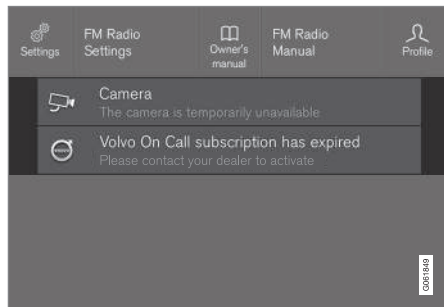 Settings
FM Radio
Settings
Owner's
manual
FM Radio
Manual
Profile
Camera
The camera is temporarily unavailable
Volvo On Call subscription has expired
Please contact your dealer to activate
G061849